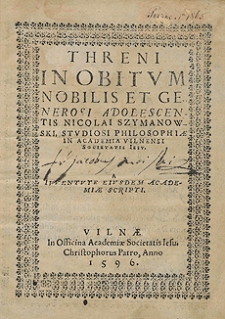 THRENI
IN OBITVM
NOBILIS ET GE-
NEROSI ADOLESCEN-
TIS NICOLAI SZYMANOW-
SKI, STVDIOSI PHILOSOPHIÆ
IN ACADEMIA VILNENSI
SOCIETATIS IESV.
A
IVVENTVTE EIVSDEM ACADE-
MIÆ SCRIPTI.
VILNÆ
In Officina Academiæ Societatis Iesu,
Christophorus Patro, Anno
1596.